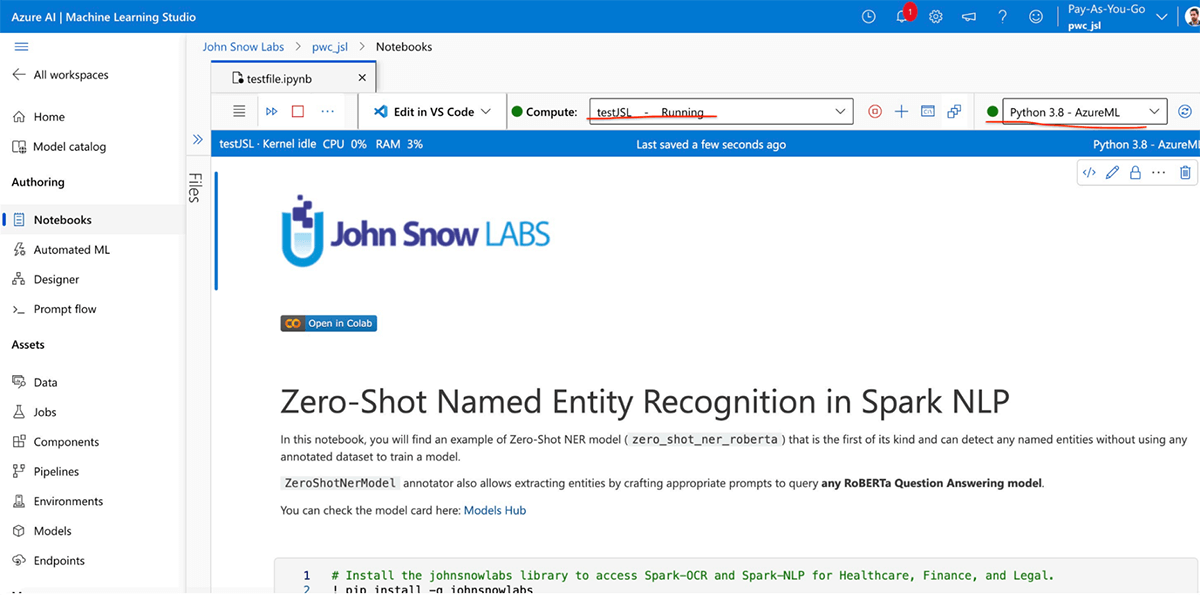 Azure AI | Machine Learning Studio
1
Pay-As-You-Go
pwc_jsl
All workspaces
Home
Model catalog
Authoring
Notebooks
Automated ML
Designer
Prompt flow
Assets
Data
Jobs
Components
Pipelines
Environments
Models
Endpoints
John Snow Labs > pwc_jsl > Notebooks
testfile.ipynb
Edit in VS Code
Compute:
testJSL - Running
Python 3.8 - AzureML
testJSL · Kernel idle CPU 0% RAM 3%
Last saved a few seconds ago
Python 3.8 - AzureML
Files
John Snow LABS
Open in Colab
Zero-Shot Named Entity Recognition in Spark NLP
In this notebook, you will find an example of Zero-Shot NER model ( zero_shot_ner_roberta ) that is the first of its kind and can detect any named entities without using any
annotated dataset to train a model.
ZeroShotNerModel annotator also allows extracting entities by crafting appropriate prompts to query any RoBERTa Question Answering model.
You can check the model card here: Models Hub
1 # Install the johnsnowlabs library to access Spark-OCR and Spark-NLP for Healthcare, Finance, and Legal.
2 ! pip install -q johnsnowlabs